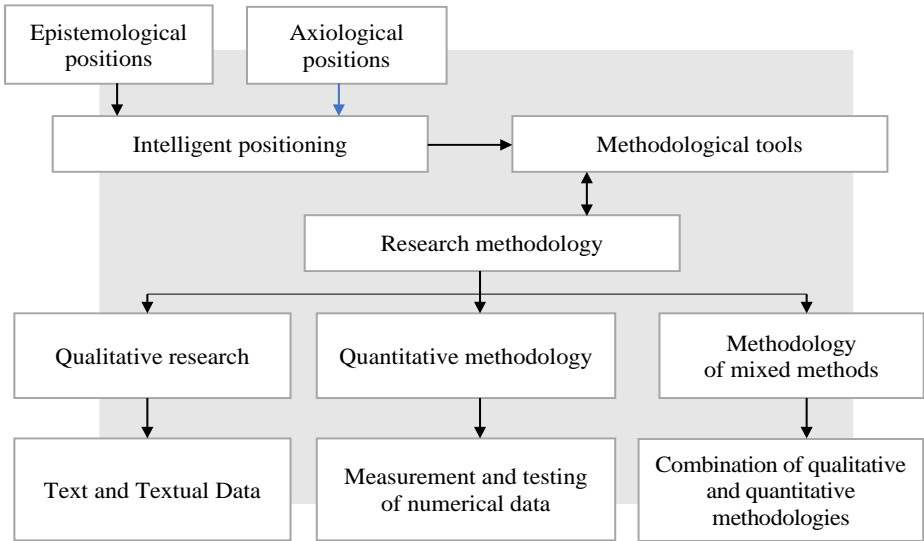 Epistemological
positions
Axiological
positions
Intelligent positioning
Methodological tools
Research methodology
Qualitative research
Quantitative methodology
Methodology
of mixed methods
Text and Textual Data
Measurement and testing
of numerical data
Combination of qualitative
and quantitative
methodologies